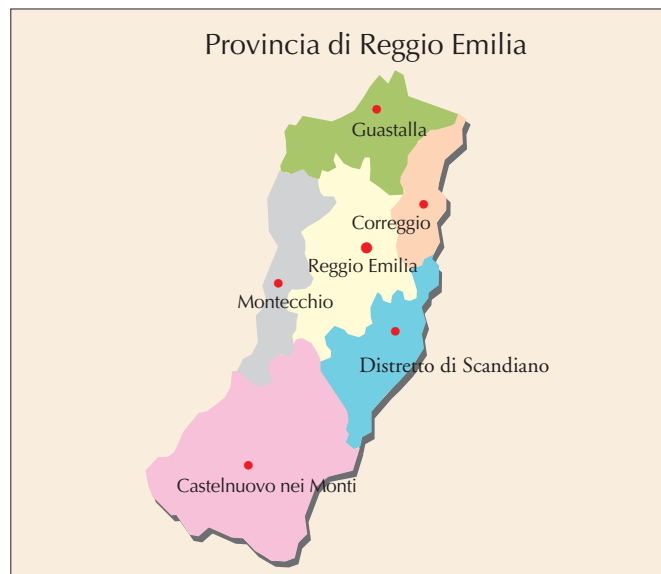 Provincia di Reggio Emilia
Guastalla
Correggio
Reggio Emilia
Montecchio
Distretto di Scandiano
Castelnuovo nei Monti